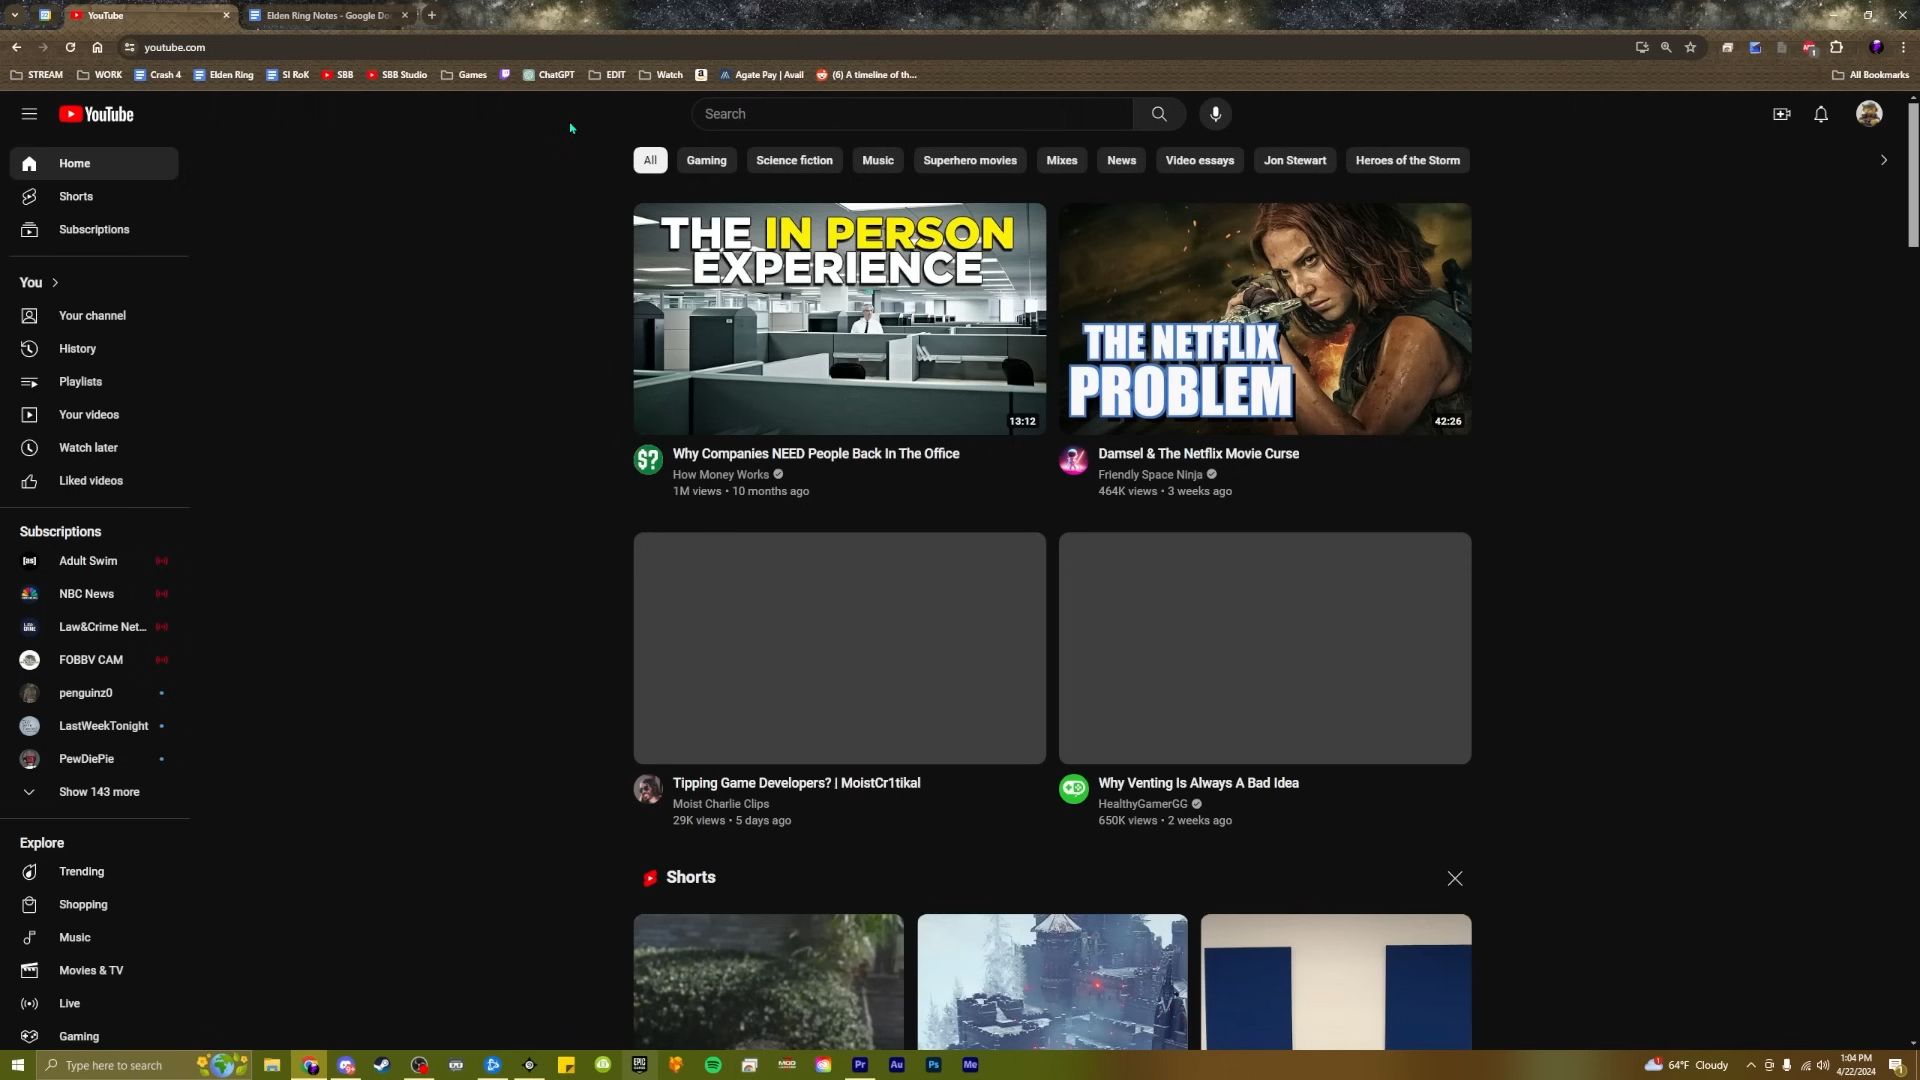 YouTube
Elden Ring Notes - Google Do
youtube.com
STREAM
WORK
Crash 4
Elden Ring
SI RoK
SBB
SBB Studio
Games
ChatGPT
EDIT
Watch
Agate Pay | Avail
(6) A timeline of th...
All Bookmarks
YouTube
Search
All
Gaming
Science fiction
Music
Superhero movies
Mixes
News
Video essays
Jon Stewart
Heroes of the Storm
Home
Shorts
Subscriptions
You
Your channel
History
Playlists
Your videos
Watch later
Liked videos
Subscriptions
Adult Swim
NBC News
Law&Crime Net...
FOBBV CAM
penguinz0
LastWeekTonight
PewDiePie
Show 143 more
Explore
Trending
Shopping
Music
Movies & TV
Live
Gaming
THE IN PERSON
EXPERIENCE
13:12
Why Companies NEED People Back In The Office
How Money Works
1M views • 10 months ago
THE NETFLIX
PROBLEM
42:26
Damsel & The Netflix Movie Curse
Friendly Space Ninja
464K views • 3 weeks ago
Tipping Game Developers? | MoistCr1tikal
Moist Charlie Clips
29K views • 5 days ago
Why Venting Is Always A Bad Idea
HealthyGamerGG
650K views • 2 weeks ago
Shorts
Type here to search
Pr
Au
Ps
Me
64°F Cloudy
1:04 PM
4/22/2024